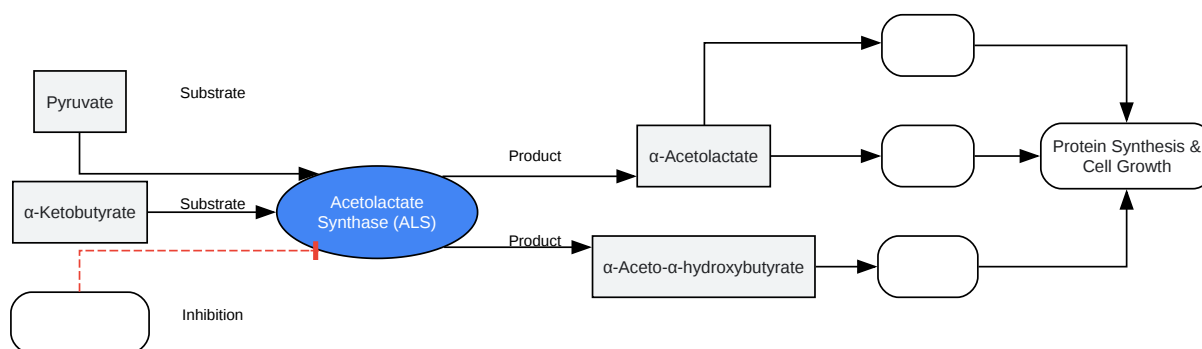 Pyruvate
Substrate
α-Ketobutyrate
Substrate
Inhibition
Acetolactate
Synthase (ALS)
Product
Product
α-Acetolactate
α-Aceto-α-hydroxybutyrate
Protein Synthesis &
Cell Growth